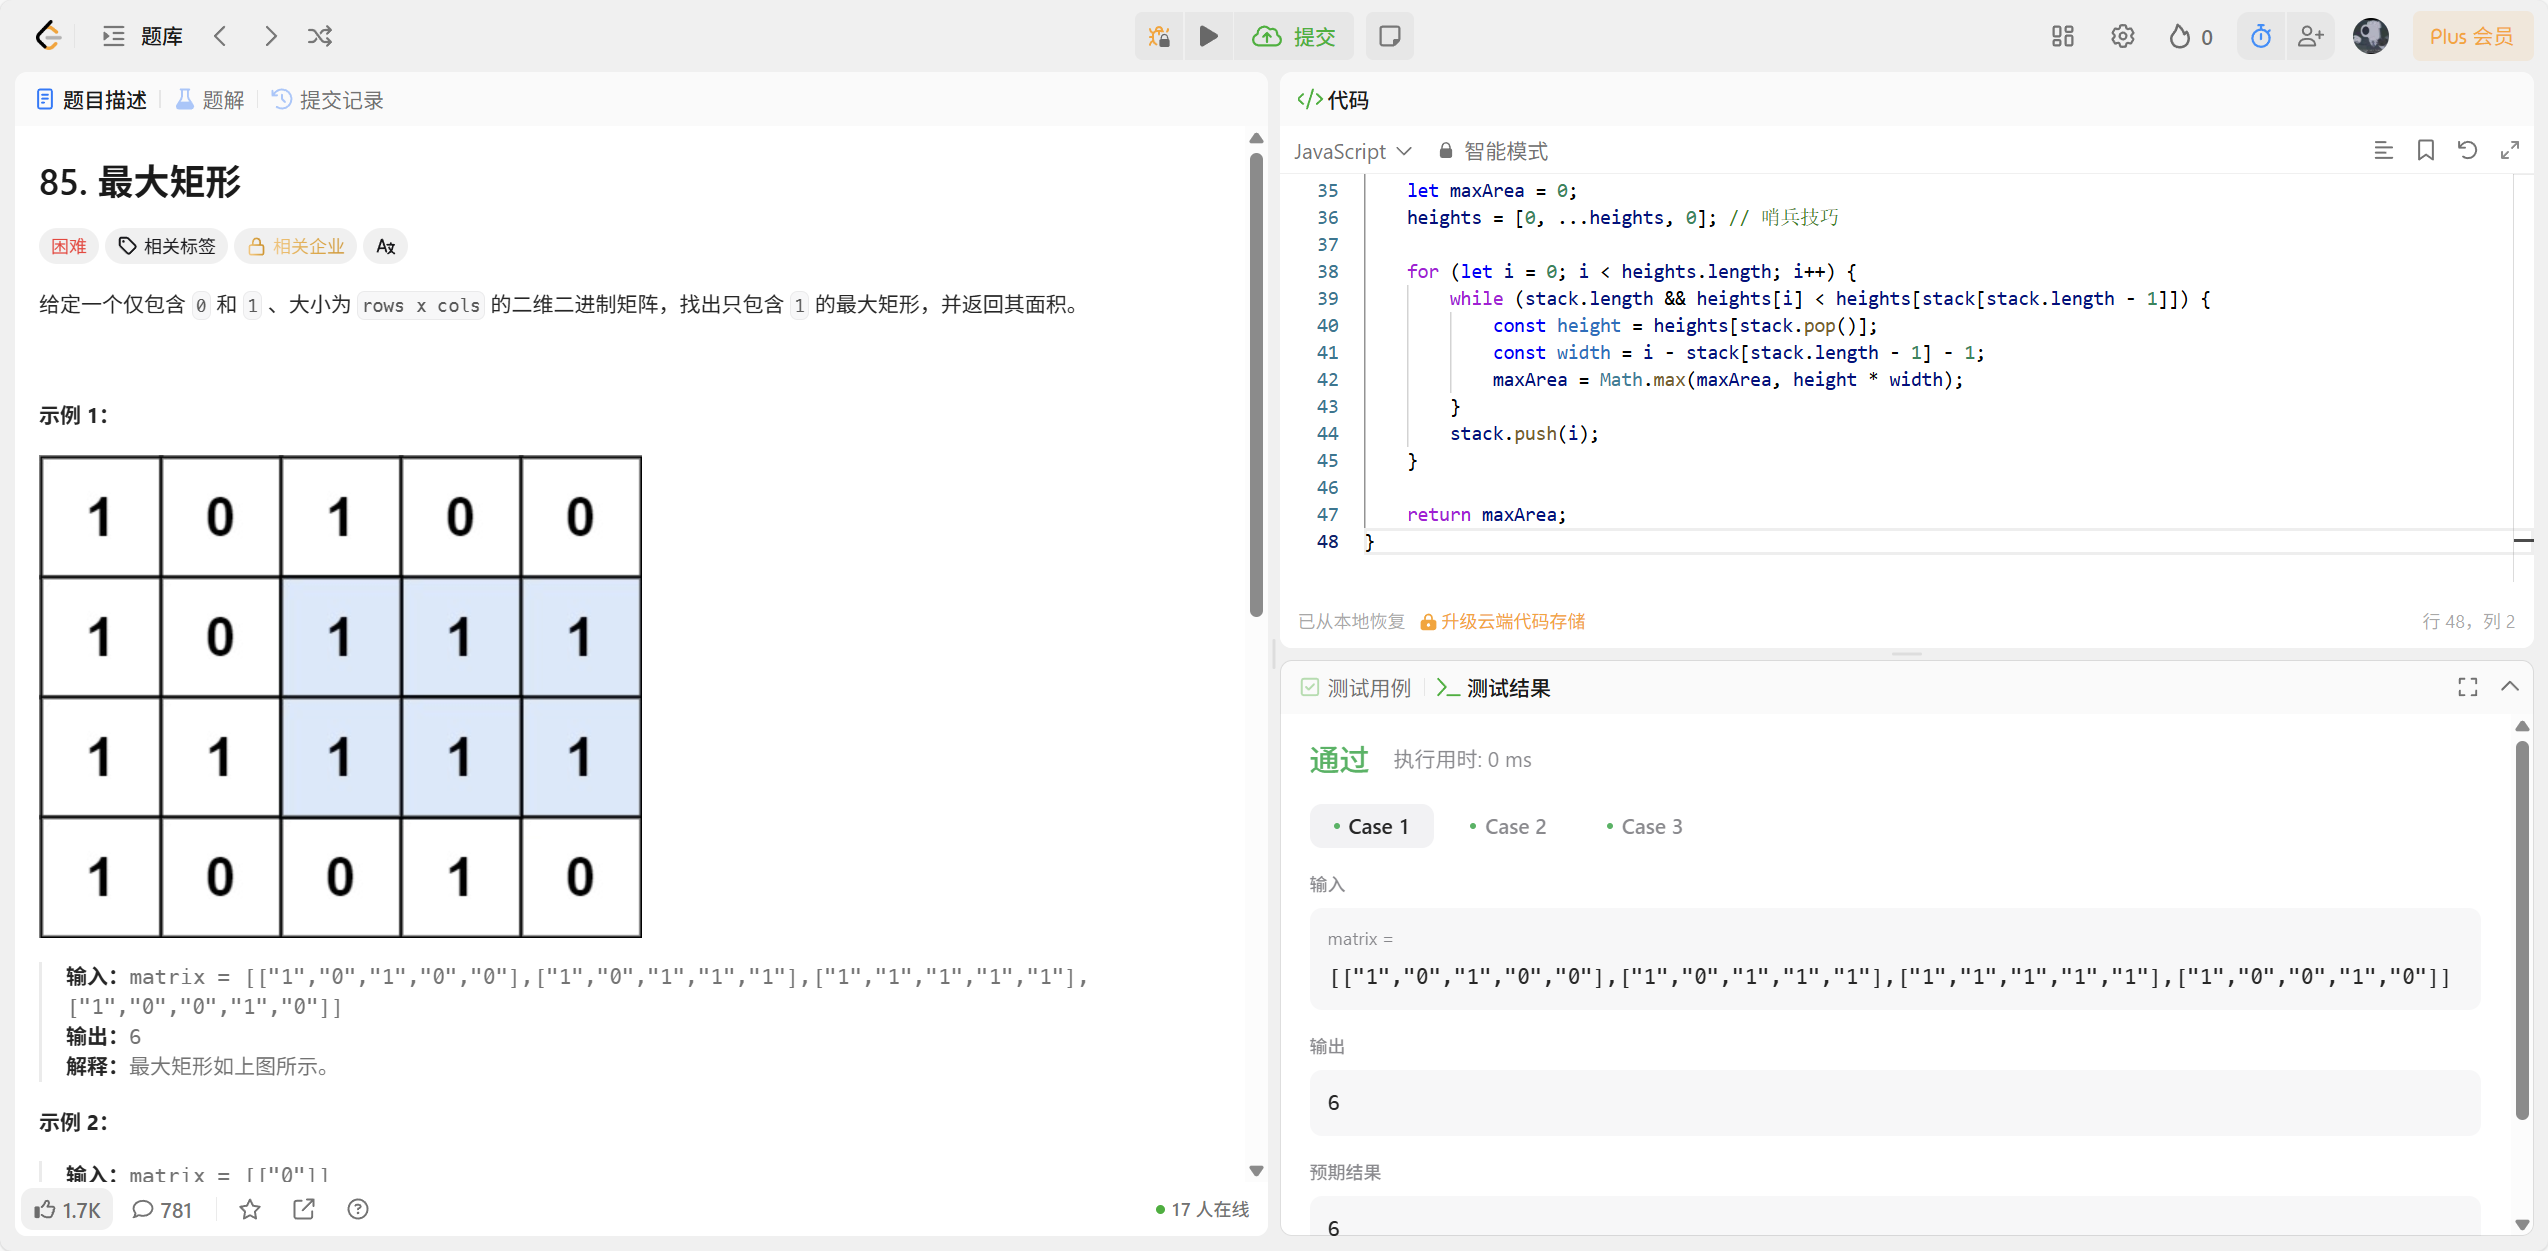 题库
提交
0
Plus 会员
题目描述
题解
提交记录
85. 最大矩形
困难
相关标签
相关企业
给定一个仅包含 0 和 1 、大小为 rows x cols 的二维二进制矩阵，找出只包含 1 的最大矩形，并返回其面积。
示例 1：
1 0 1 0 0
1 0 1 1 1
1 1 1 1 1
1 0 0 1 0
输入：matrix = [["1","0","1","0","0"],["1","0","1","1","1"],["1","1","1","1","1"],
["1","0","0","1","0"]]
输出：6
解释：最大矩形如上图所示。
示例 2：
输入：matrix = [["0"]]
1.7K
781
17 人在线
代码
JavaScript
智能模式
35 let maxArea = 0;
36 heights = [0, ...heights, 0]; // 哨兵技巧
37
38 for (let i = 0; i < heights.length; i++) {
39 while (stack.length && heights[i] < heights[stack[stack.length - 1]]) {
40 const height = heights[stack.pop()];
41 const width = i - stack[stack.length - 1] - 1;
42 maxArea = Math.max(maxArea, height * width);
43 }
44 stack.push(i);
45 }
46
47 return maxArea;
48 }
已从本地恢复
升级云端代码存储
行 48，列 2
测试用例
测试结果
通过
执行用时: 0 ms
Case 1
Case 2
Case 3
输入
matrix =
[["1","0","1","0","0"],["1","0","1","1","1"],["1","1","1","1","1"],["1","0","0","1","0"]]
输出
6
预期结果
6